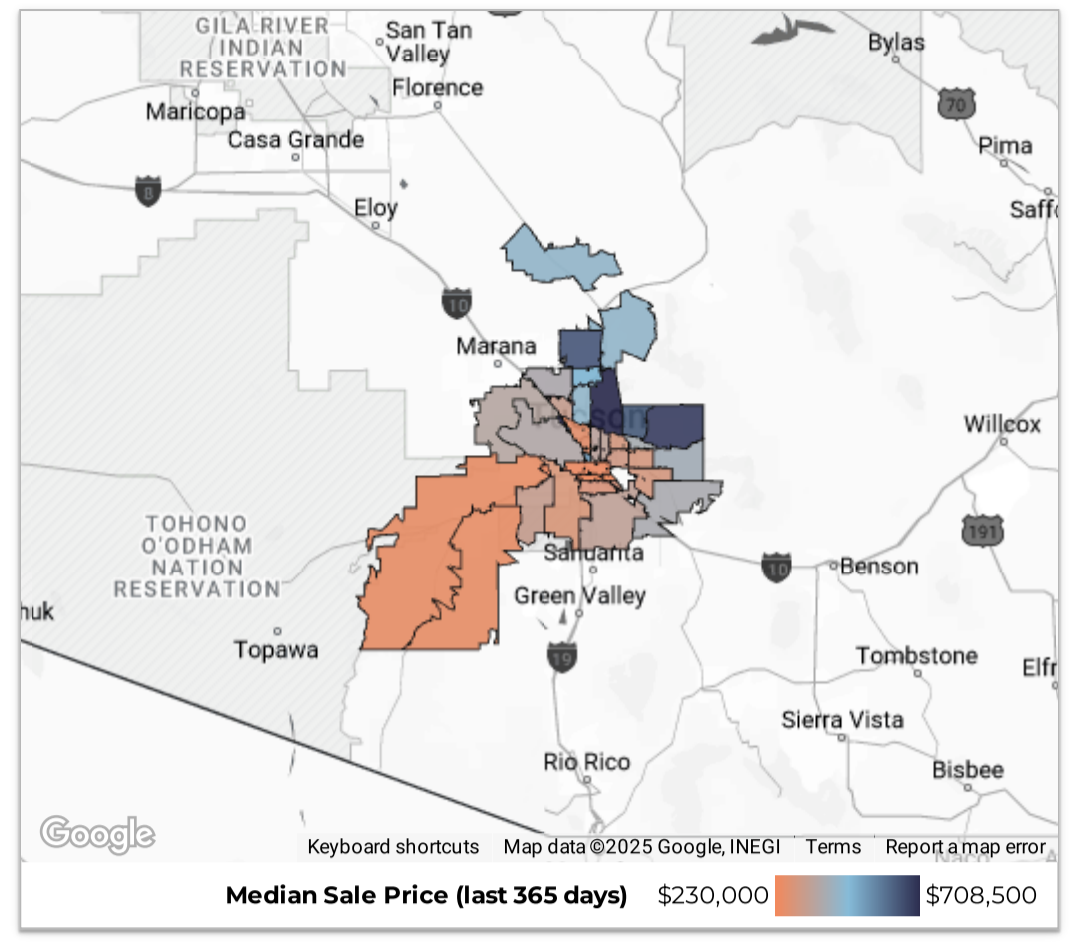 GILA RIVER
INDIAN
RESERVATION
San Tan
Valley
Bylas
Florence
70
Maricopa
Casa Grande
Pima
8
Eloy
10
Marana
Tucson
Willcox
191
TOHONO
O'ODHAM
NATION
RESERVATION
Sahuarita
10
Benson
Green Valley
Topawa
19
Tombstone
Sierra Vista
Rio Rico
Bisbee
Google
Naco
Keyboard shortcuts
Map data ©2025 Google, INEGI
Terms
Report a map error
Median Sale Price (last 365 days)
$230,000
$708,500